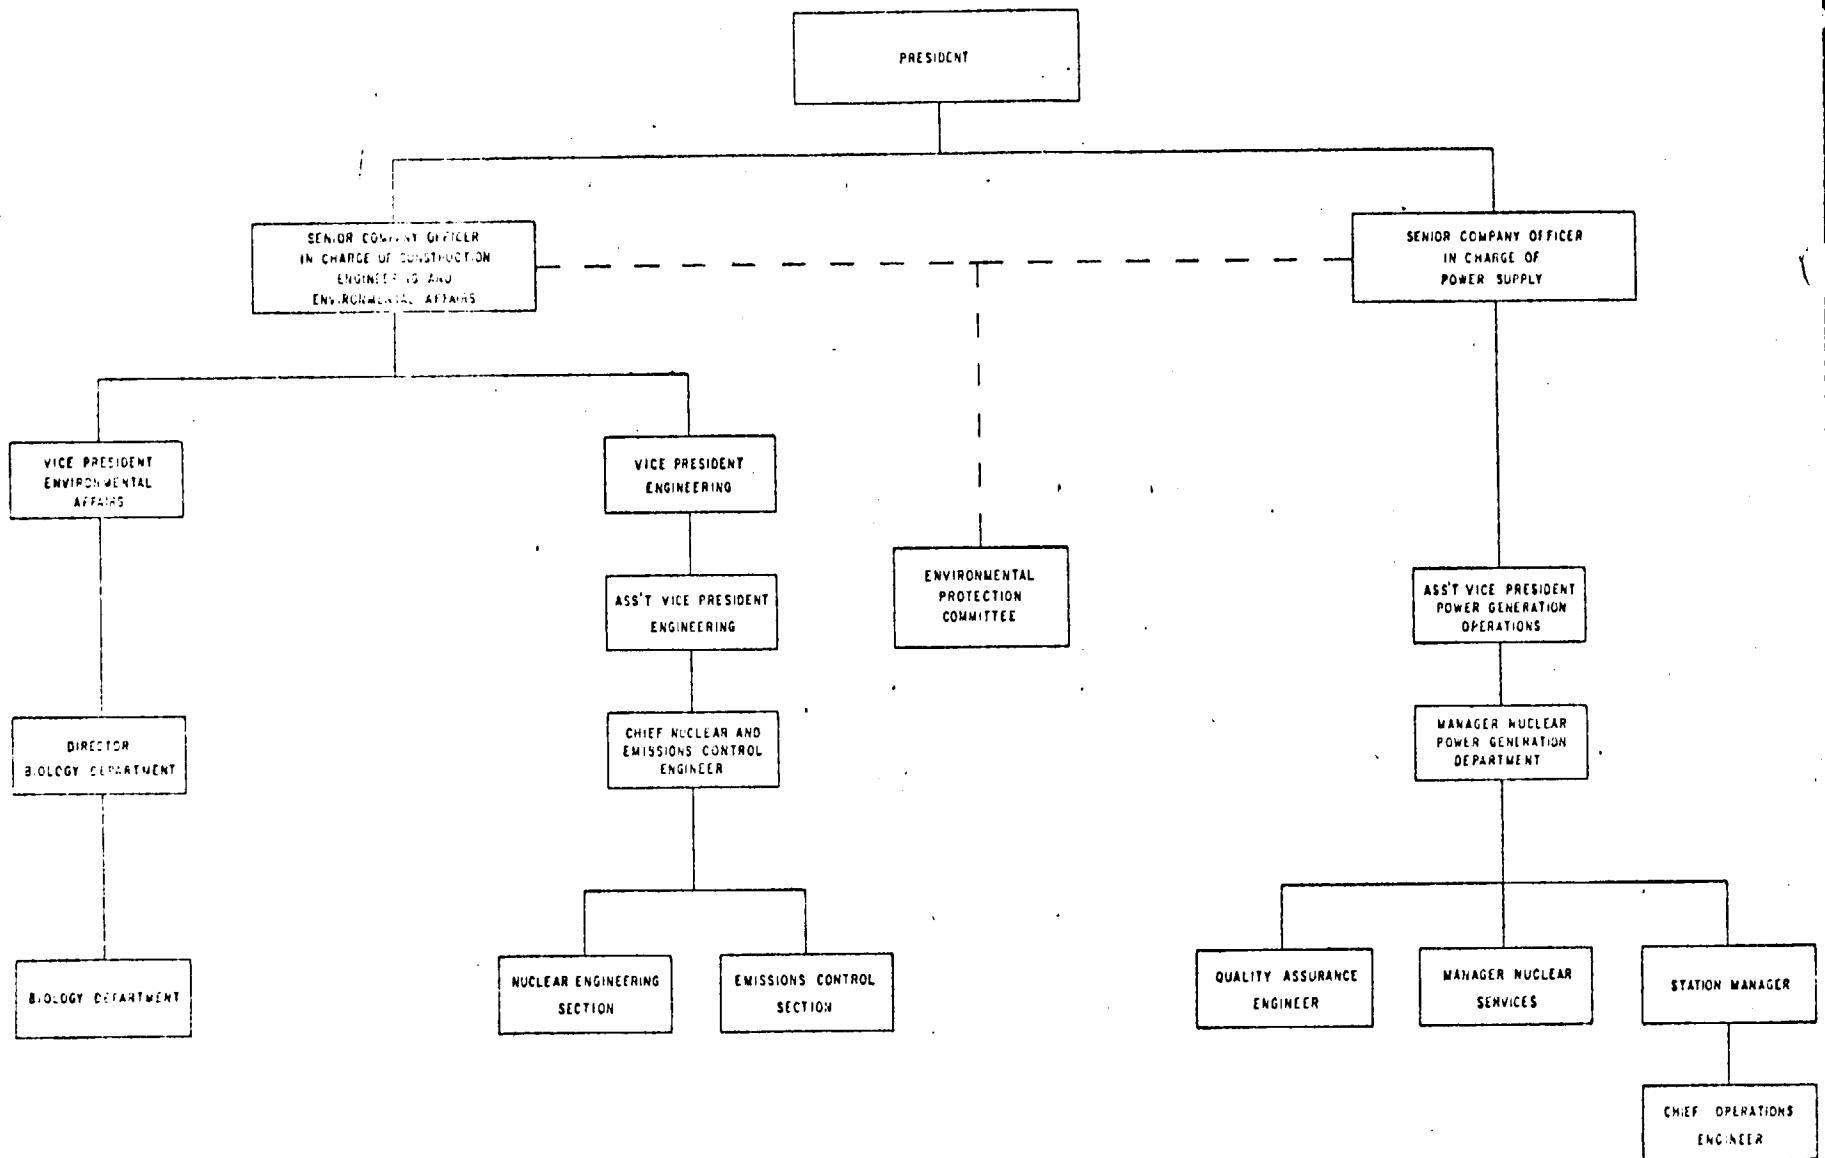 PRESIDENT
SENIOR COMPANY OFFICER
IN CHARGE OF CONSTRUCTION
ENGINEERING AND
ENVIRONMENTAL AFFAIRS
SENIOR COMPANY OFFICER
IN CHARGE OF
POWER SUPPLY
VICE PRESIDENT
ENVIRONMENTAL
AFFAIRS
VICE PRESIDENT
ENGINEERING
ASS'T VICE PRESIDENT
ENGINEERING
ENVIRONMENTAL
PROTECTION
COMMITTEE
ASS'T VICE PRESIDENT
POWER GENERATION
OPERATIONS
DIRECTOR
BIOLOGY DEPARTMENT
CHIEF NUCLEAR AND
EMISSIONS CONTROL
ENGINEER
MANAGER NUCLEAR
POWER GENERATION
DEPARTMENT
BIOLOGY DEPARTMENT
NUCLEAR ENGINEERING
SECTION
EMISSIONS CONTROL
SECTION
QUALITY ASSURANCE
ENGINEER
MANAGER NUCLEAR
SERVICES
STATION MANAGER
CHIEF OPERATIONS
ENGINEER